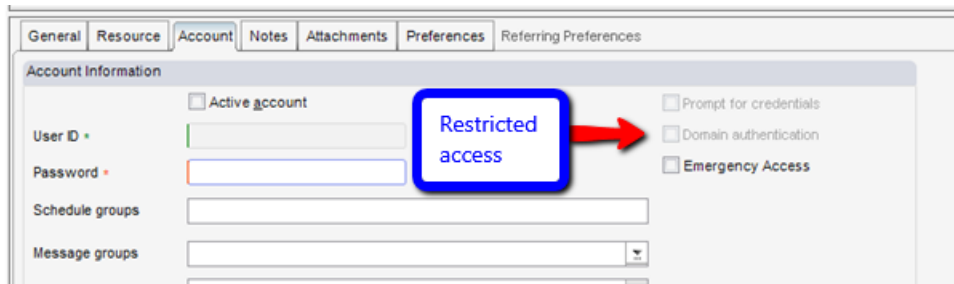 General Resource Account Notes Attachments Preferences Referring Preferences
Account Information
Active account
Prompt for credentials
User ID *
Restricted access
Domain authentication
Password *
Emergency Access
Schedule groups
Message groups